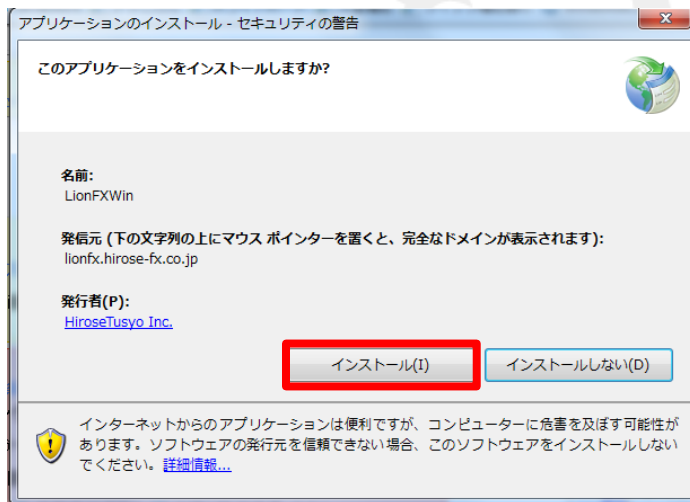 アプリケーションのインストール - セキュリティの警告
このアプリケーションをインストールしますか?
名前:
LionFXWin
発信元 (下の文字列の上にマウス ポインターを置くと、完全なドメインが表示されます):
lionfx.hirose-fx.co.jp
発行者(P):
HiroseTusyo Inc.
インストール(I)
インストールしない(D)
インターネットからのアプリケーションは便利ですが、コンピューターに危害を及ぼす可能性が
あります。ソフトウェアの発行元を信頼できない場合、このソフトウェアをインストールしない
でください。詳細情報...